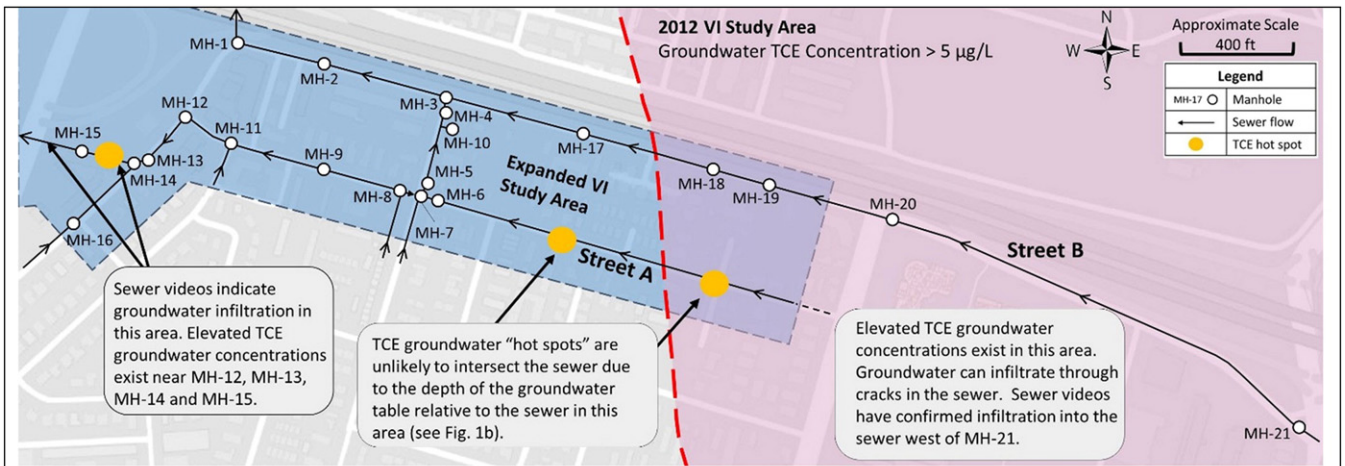 2012 VI Study Area
Groundwater TCE Concentration > 5 µg/L
N
W E
S
Approximate Scale
400 ft
Legend
MH-17 Manhole
Sewer flow
TCE hot spot
MH-1
MH-2
MH-3
MH-4
MH-10
MH-12
MH-11
MH-15
MH-13
MH-14
MH-9
MH-17
MH-5
MH-6
MH-8
MH-7
MH-16
MH-18
MH-19
MH-20
MH-21
Expanded VI
Study Area
Street A
Street B
Sewer videos indicate
groundwater infiltration in
this area. Elevated TCE
groundwater concentrations
exist near MH-12, MH-13,
MH-14 and MH-15.
TCE groundwater “hot spots” are
unlikely to intersect the sewer due
to the depth of the groundwater
table relative to the sewer in this
area (see Fig. 1b).
Elevated TCE groundwater
concentrations exist in this area.
Groundwater can infiltrate through
cracks in the sewer. Sewer videos
have confirmed infiltration into the
sewer west of MH-21.